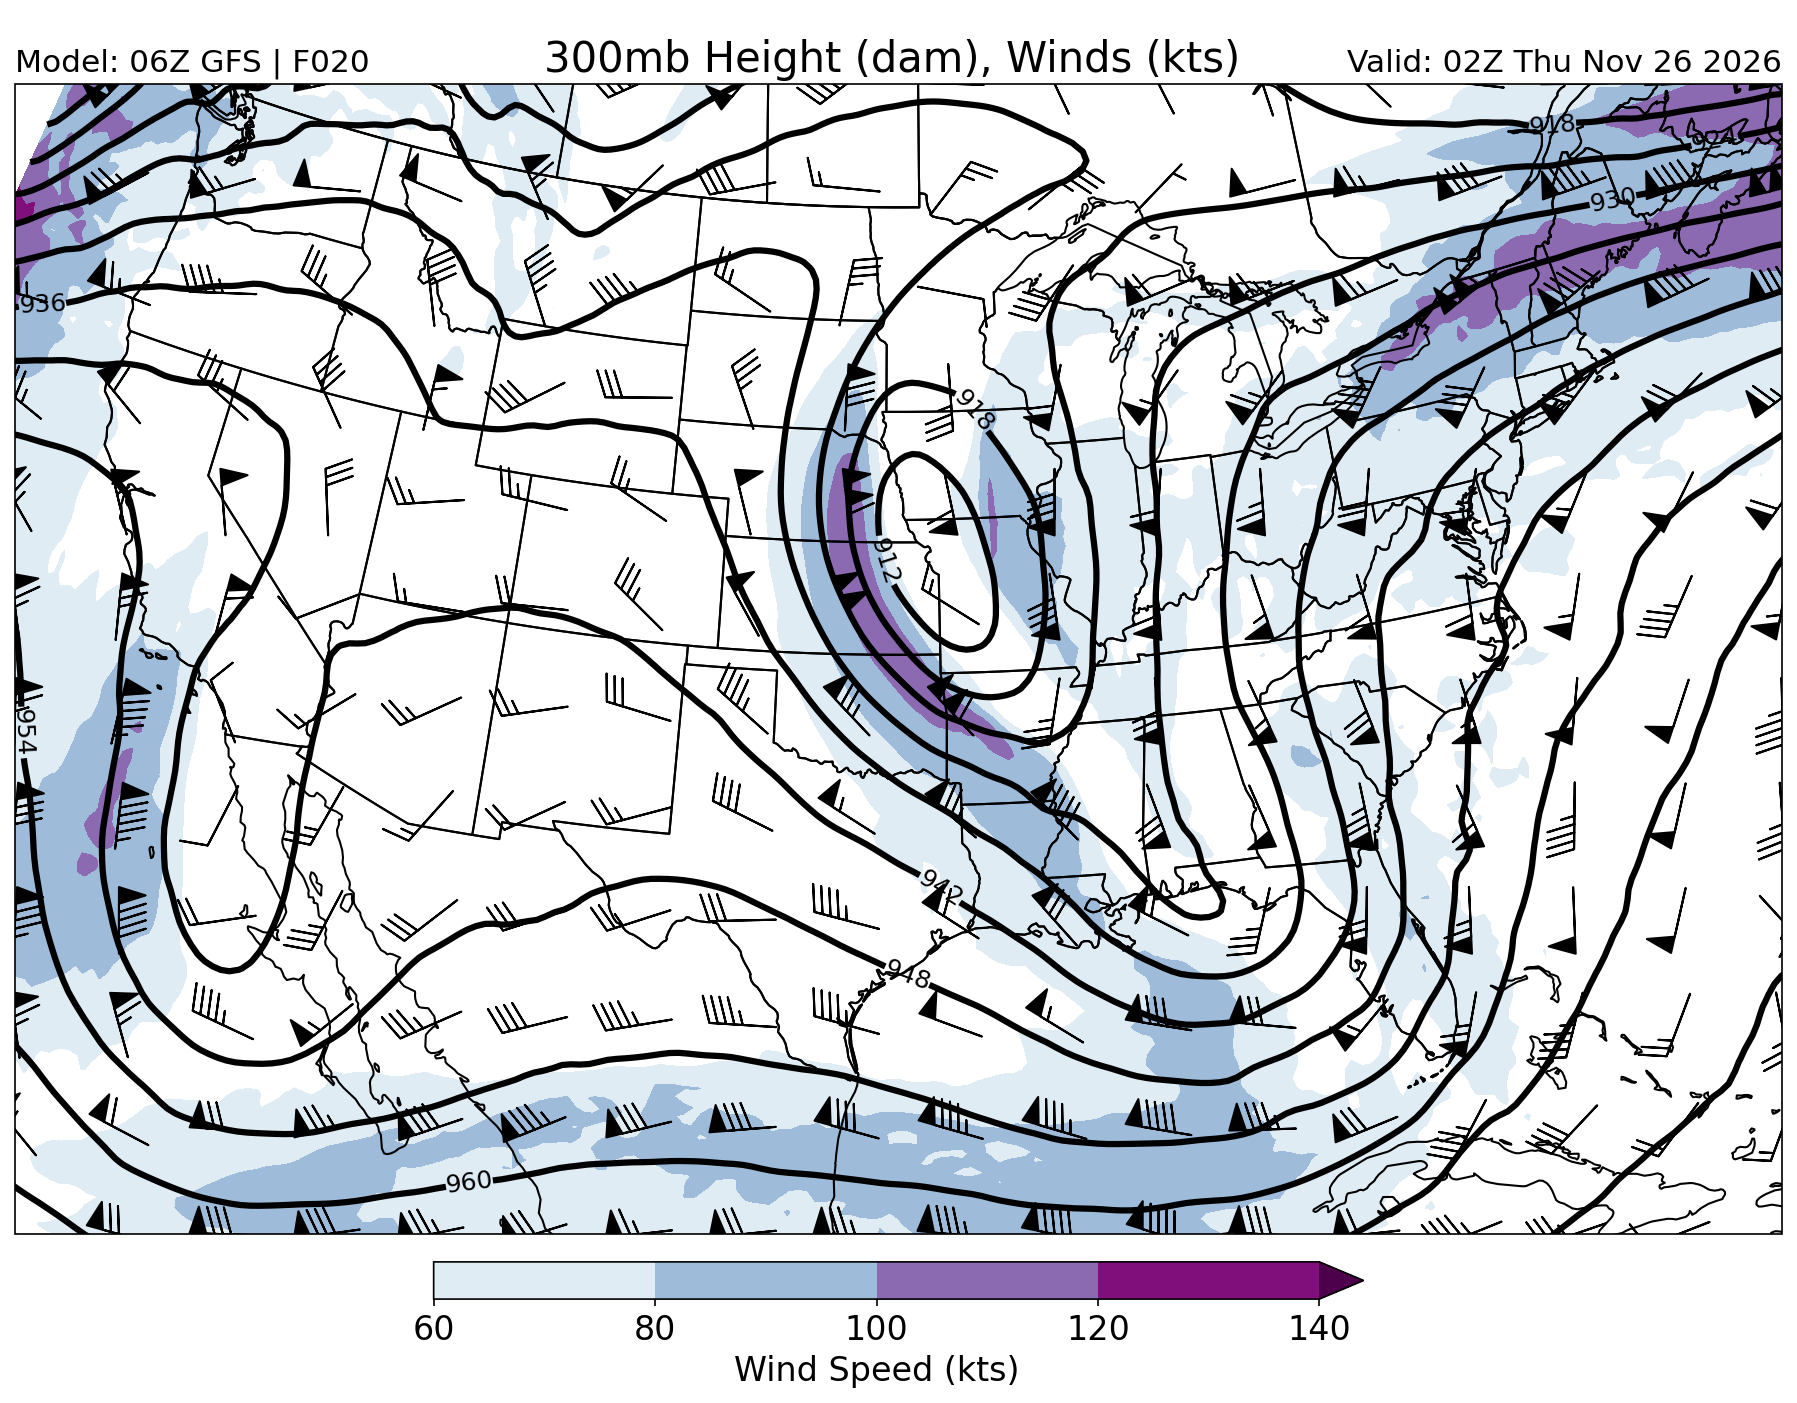 Model: 06Z GFS | F020
300mb Height (dam), Winds (kts)
Valid: 02Z Thu Nov 26 2026
918
924
930
936
918
912
954
942
948
960
60 80 100 120 140
Wind Speed (kts)